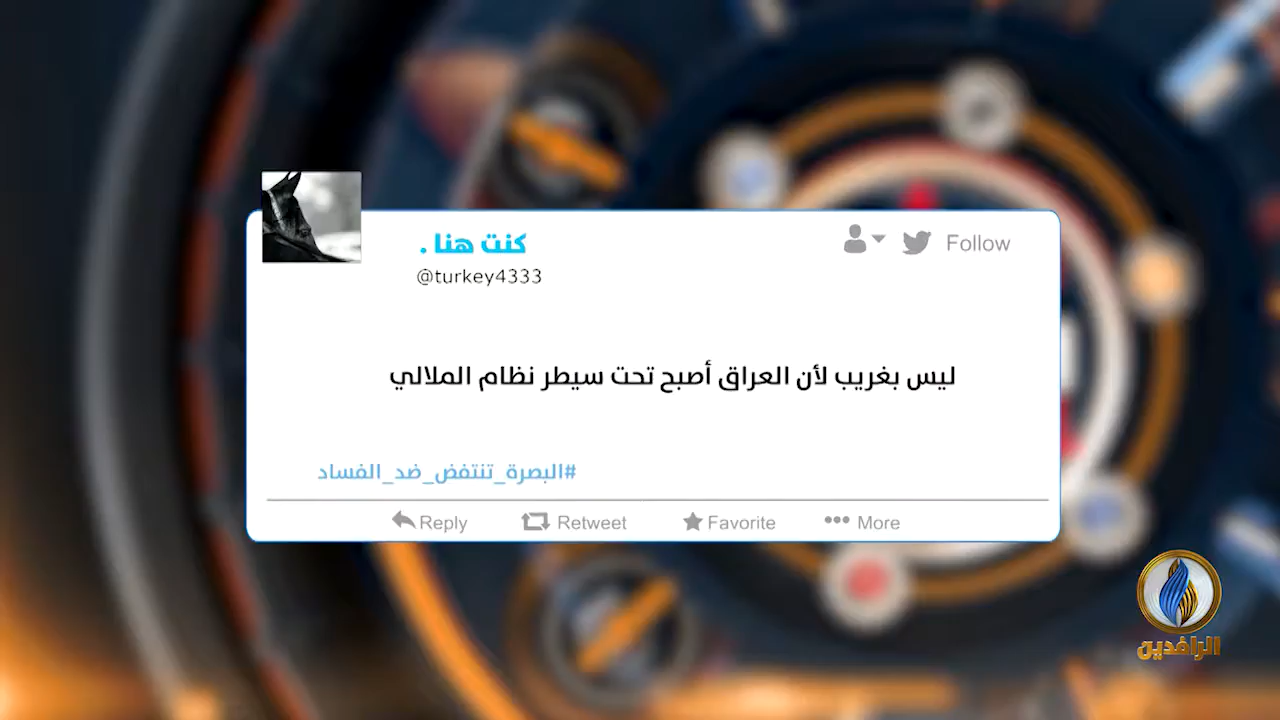 كنت هنا .
Follow
@turkey4333
ليس بغريب لأن العراق أصبح تحت سيطر نظام الملالي
#البصرة_تنتفض_ضد_الفساد
Reply Retweet Favorite More
الرافدين